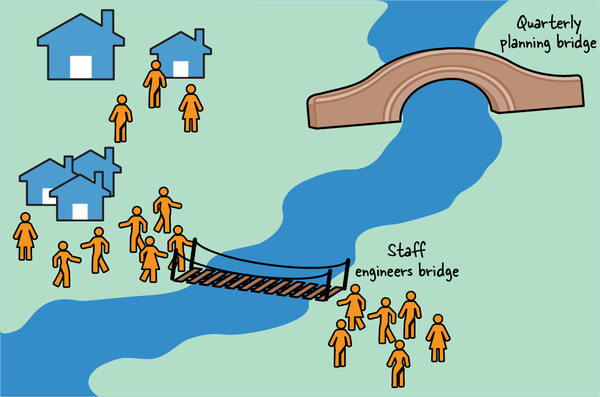 Quarterly
planning bridge
Staff
engineers bridge